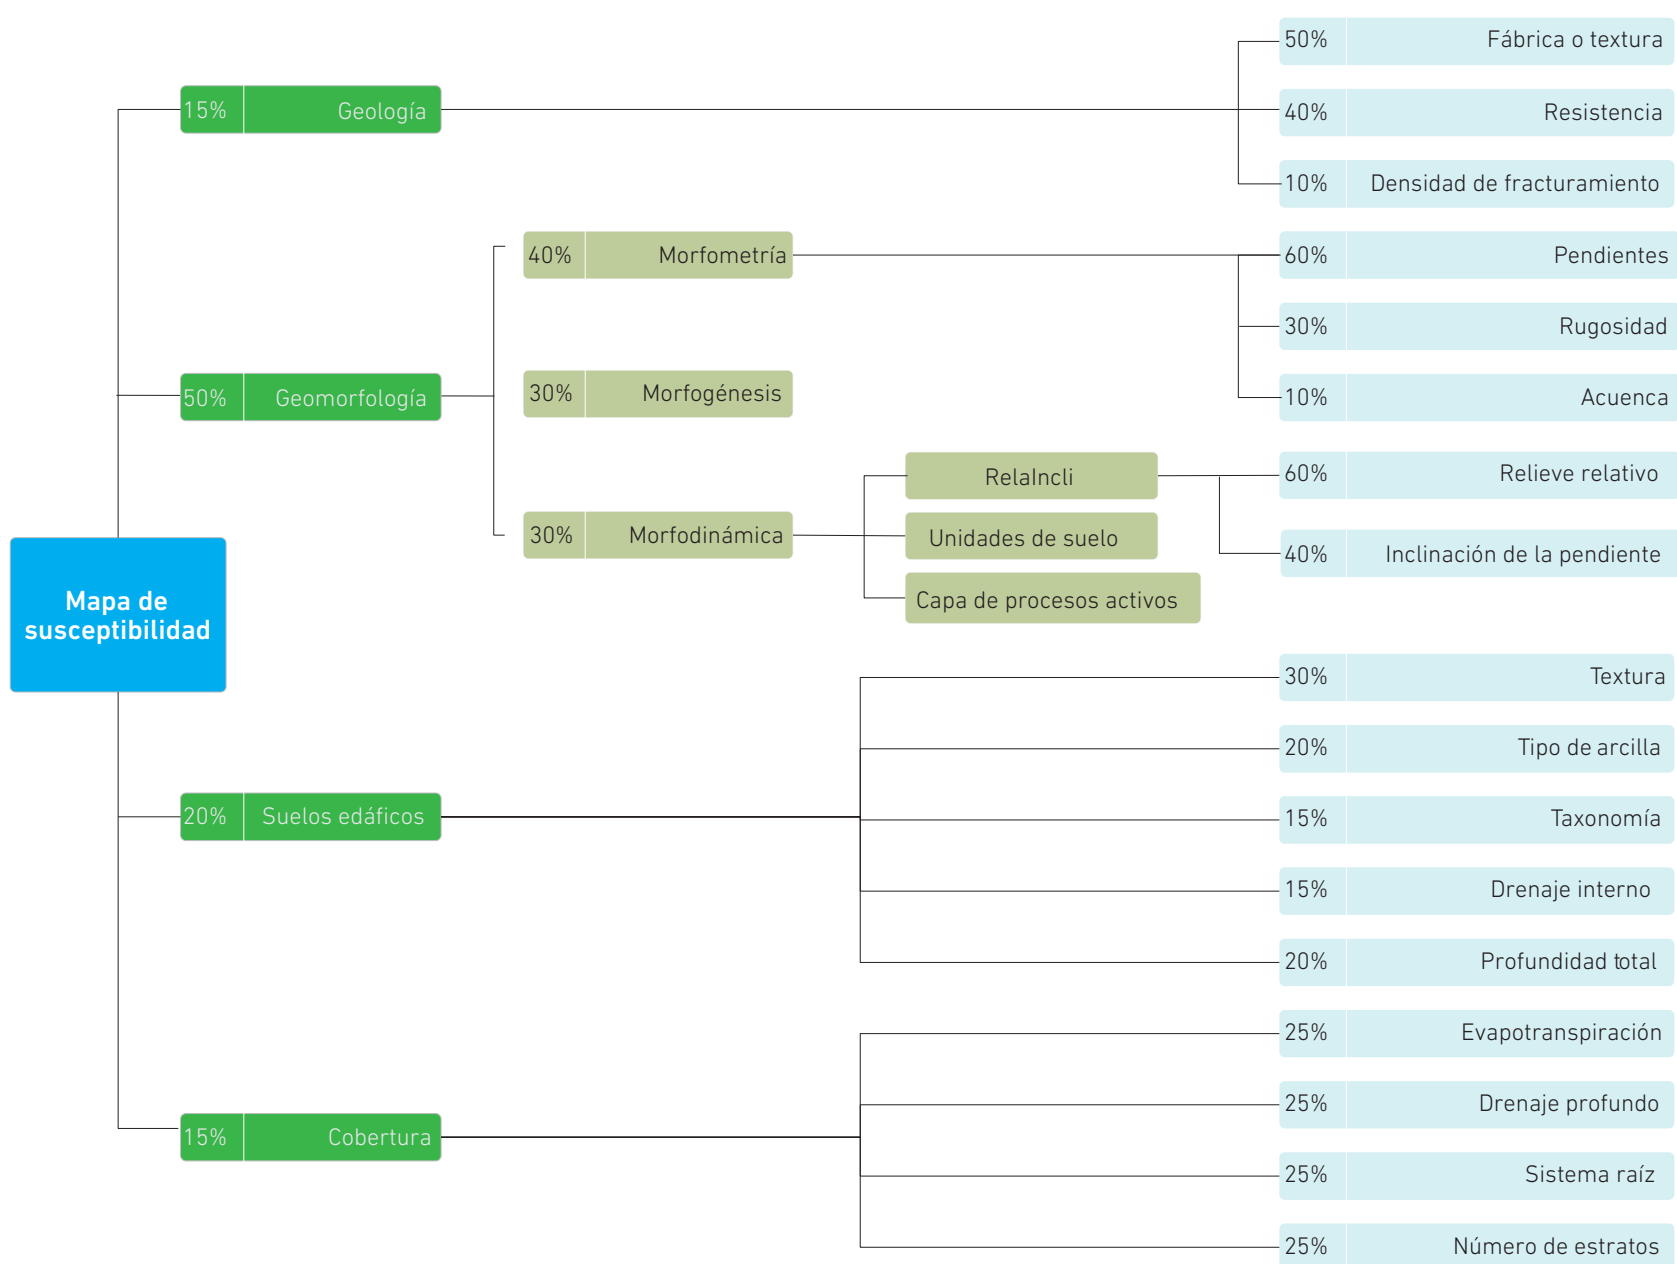 50% Fábrica o textura
15% Geología
40% Resistencia
10% Densidad de fracturamiento
40% Morfometría
60% Pendientes
30% Rugosidad
50% Geomorfología
30% Morfogénesis
10% Acuenca
RelaIncli
60% Relieve relativo
30% Morfodinámica
Unidades de suelo
40% Inclinación de la pendiente
Capa de procesos activos
Mapa de
susceptibilidad
30% Textura
20% Tipo de arcilla
20% Suelos edáficos
15% Taxonomía
15% Drenaje interno
20% Profundidad total
25% Evapotranspiración
25% Drenaje profundo
15% Cobertura
25% Sistema raíz
25% Número de estratos